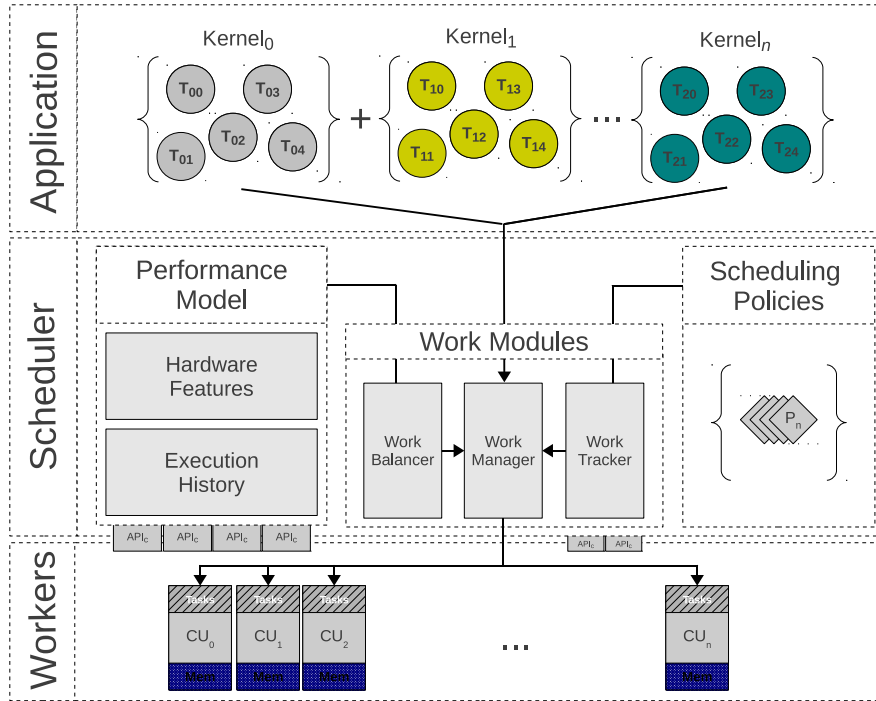 Application
Kernel0
Kernel1
Kerneln
T00
T03
T02
T01
T04
+
T10
T13
T12
T11
T14
...
T20
T23
T22
T21
T24
Scheduler
Performance
Model
Hardware
Features
Execution
History
APIc
APIc
APIc
APIc
Work Modules
Work
Balancer
Work
Manager
Work
Tracker
APIc
APIc
Scheduling
Policies
Pn
Workers
Tasks
CU0
Mem
Tasks
CU1
Mem
Tasks
CU2
Mem
...
Tasks
CUn
Mem